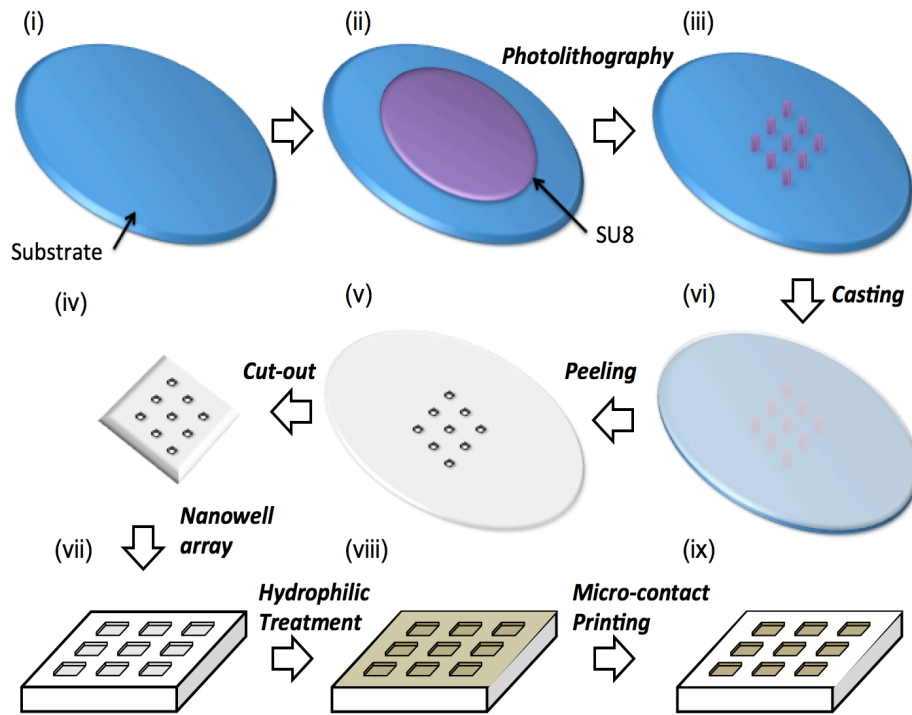 (i)
(ii)
(iii)
Photolithography
Substrate
SU8
(iv)
(v)
(vi)
Casting
Cut-out
Peeling
Nanowell
array
(vii)
(viii)
(ix)
Hydrophilic
Treatment
Micro-contact
Printing